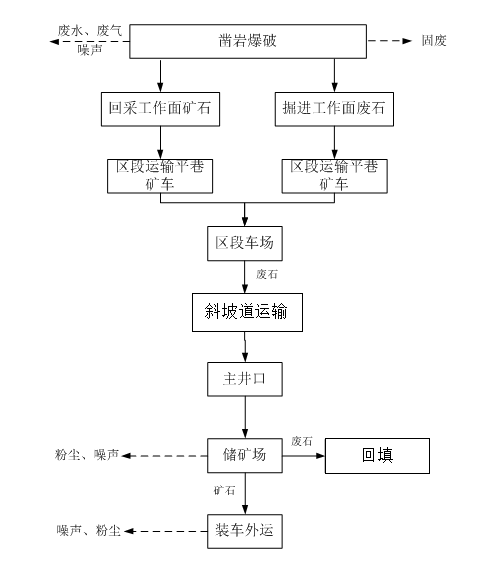 废水、废气
噪声
凿岩爆破
固废
回采工作面矿石
掘进工作面废石
区段运输平巷
矿车
区段运输平巷
矿车
区段车场
废石
斜坡道运输
主井口
粉尘、噪声
储矿场
废石
回填
矿石
噪声、粉尘
装车外运